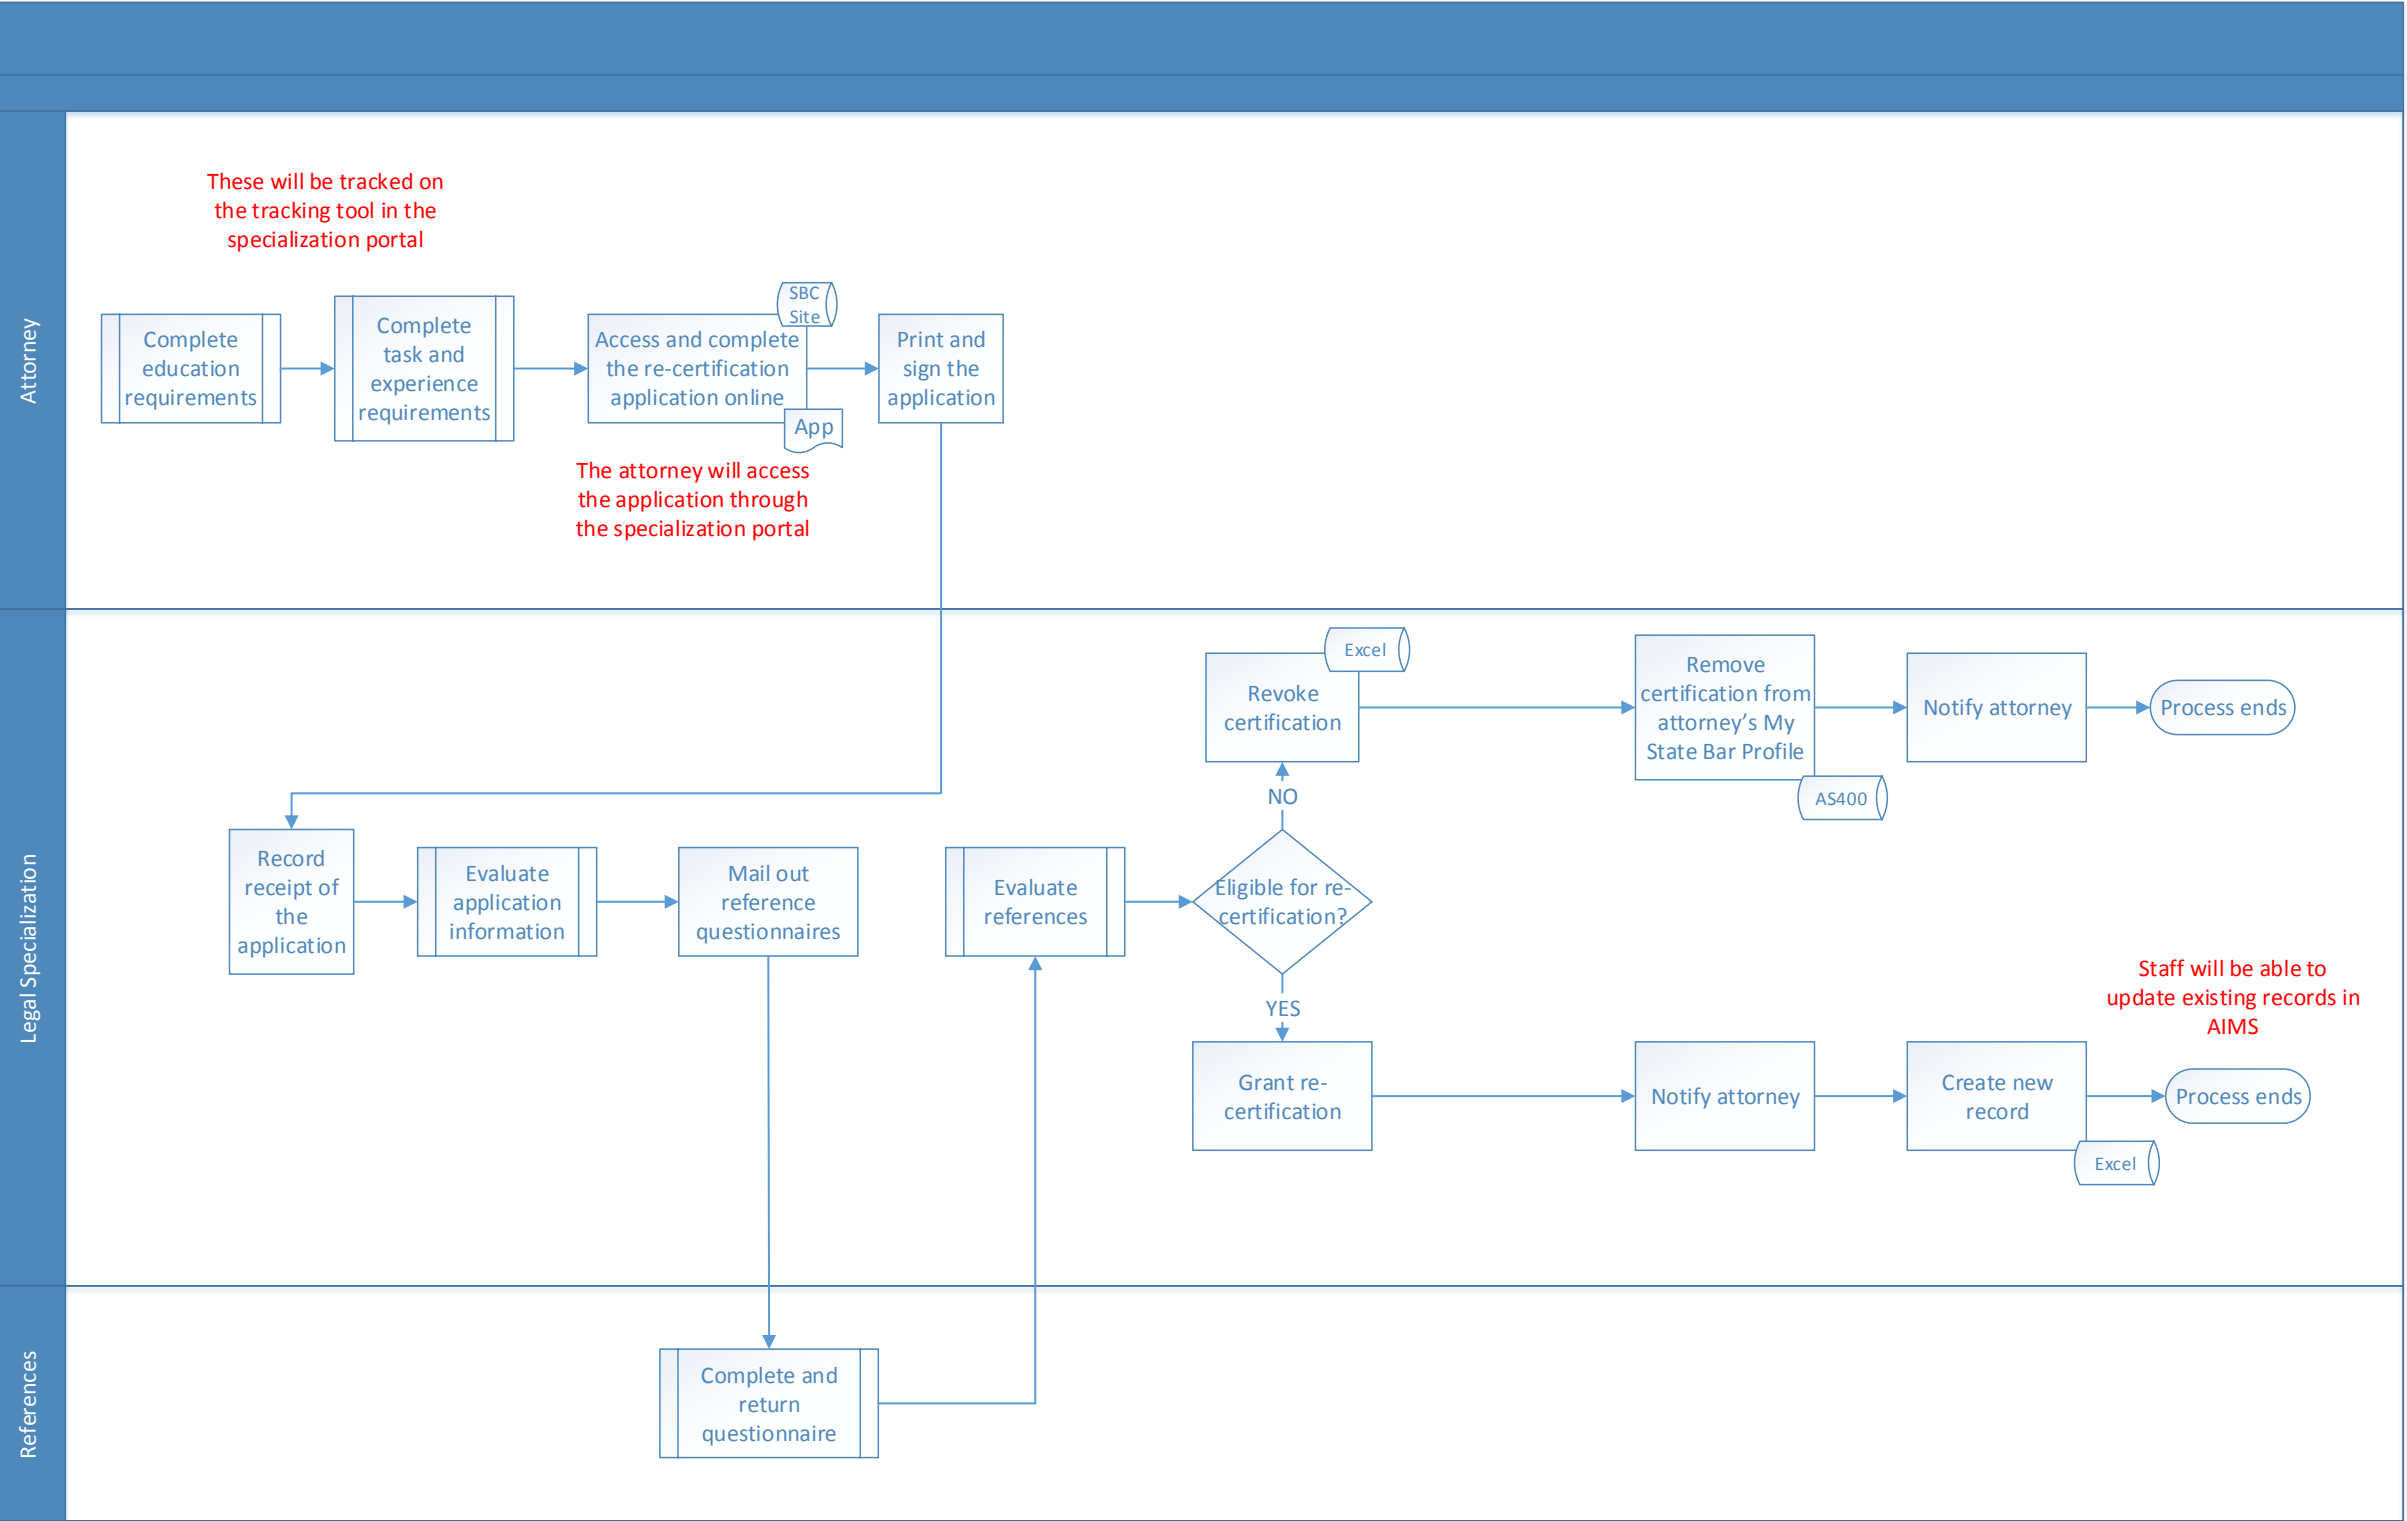 Attorney
These will be tracked on
the tracking tool in the
specialization portal
Complete
education
requirements
Complete
task and
experience
requirements
SBC
Site
Access and complete
the re-certification
application online
App
Print and
sign the
application
The attorney will access
the application through
the specialization portal
Legal Specialization
Record
receipt of
the
application
Evaluate
application
information
Mail out
reference
questionnaires
Evaluate
references
Eligible for re-
certification?
NO
Revoke
certification
Excel
Remove
certification from
attorney’s My
State Bar Profile
AS400
Notify attorney
Process ends
YES
Grant re-
certification
Notify attorney
Create new
record
Excel
Staff will be able to
update existing records in
AIMS
Process ends
References
Complete and
return
questionnaire